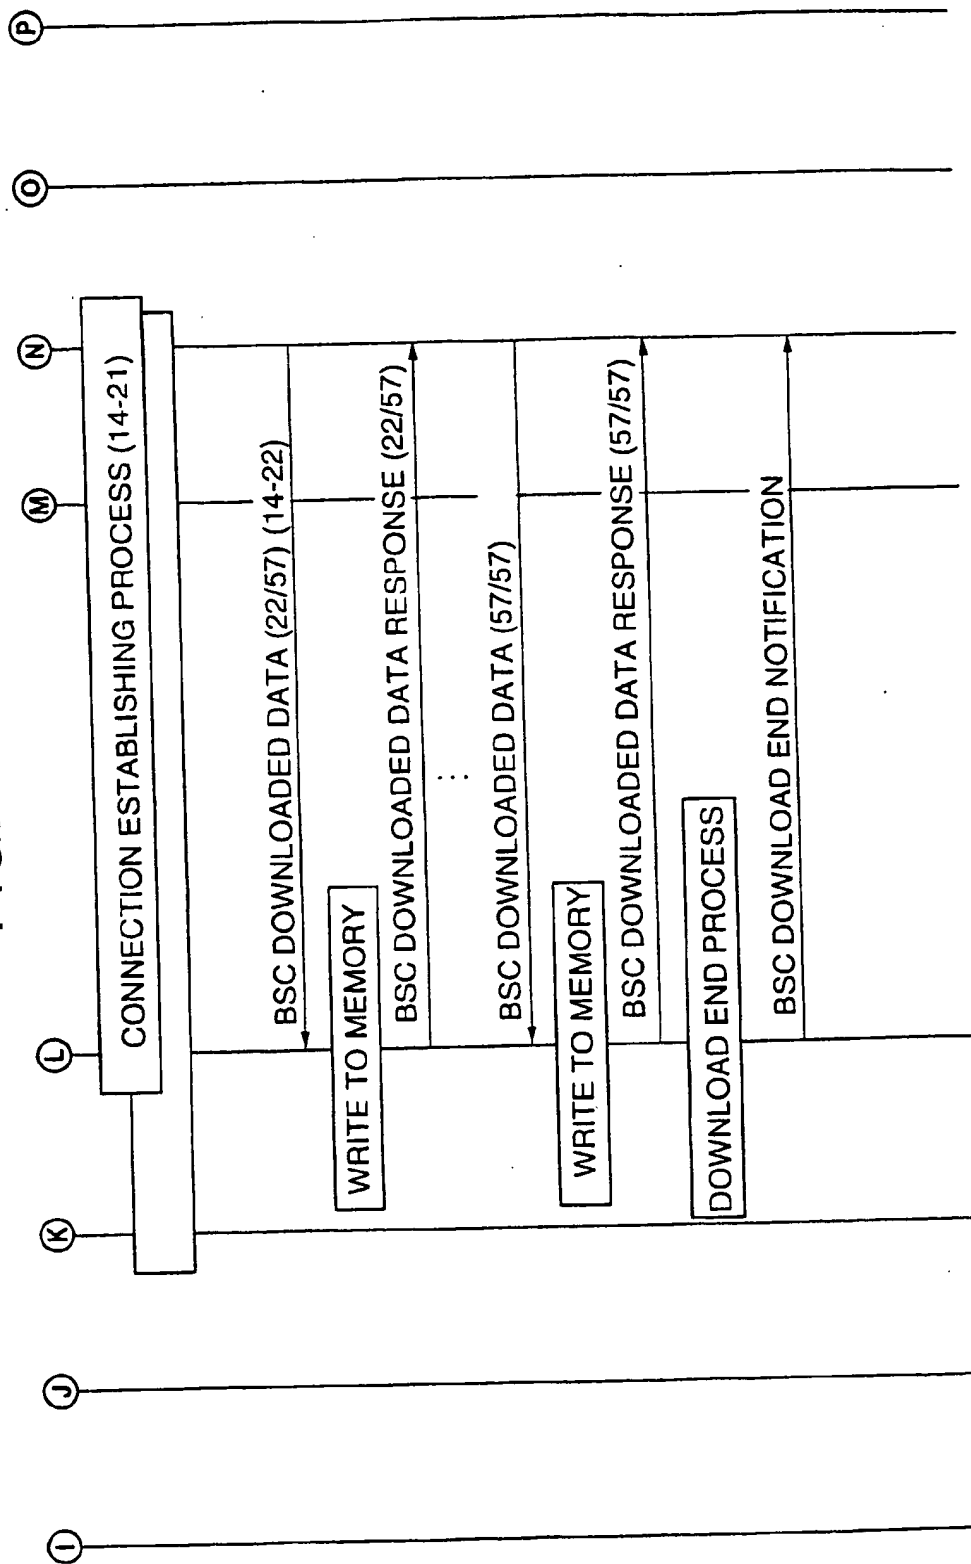 I
J
K
L
M
N
O
P
CONNECTION ESTABLISHING PROCESS (14-21)
BSC DOWNLOADED DATA (22/57) (14-22)
WRITE TO MEMORY
BSC DOWNLOADED DATA RESPONSE (22/57)
...
BSC DOWNLOADED DATA (57/57)
WRITE TO MEMORY
BSC DOWNLOADED DATA RESPONSE (57/57)
DOWNLOAD END PROCESS
BSC DOWNLOAD END NOTIFICATION